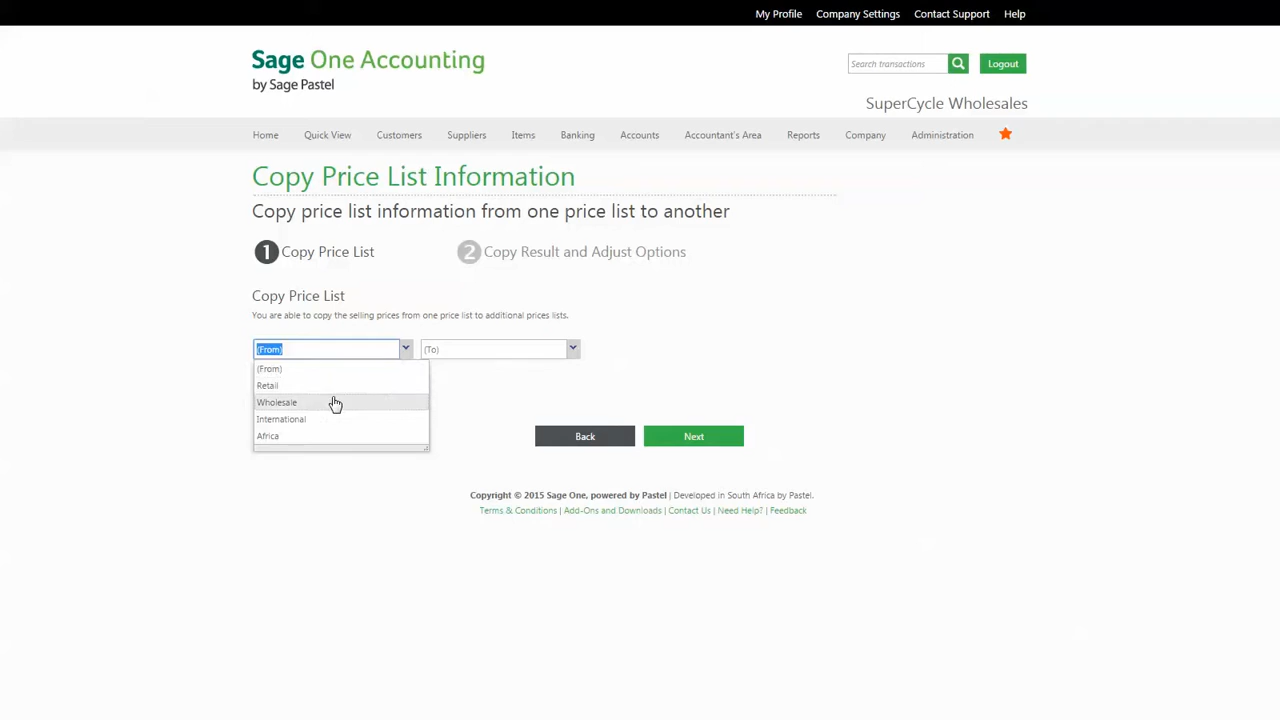 My Profile Company Settings Contact Support Help
Sage One Accounting
by Sage Pastel
Search transactions
Logout
SuperCycle Wholesales
Home Quick View Customers Suppliers Items Banking Accounts Accountant's Area Reports Company Administration
Copy Price List Information
Copy price list information from one price list to another
1 Copy Price List 2 Copy Result and Adjust Options
Copy Price List
You are able to copy the selling prices from one price list to additional prices lists.
(From) (To)
(From)
Retail
Wholesale
International
Africa
Back Next
Copyright © 2015 Sage One, powered by Pastel | Developed in South Africa by Pastel.
Terms & Conditions | Add-Ons and Downloads | Contact Us | Need Help? | Feedback